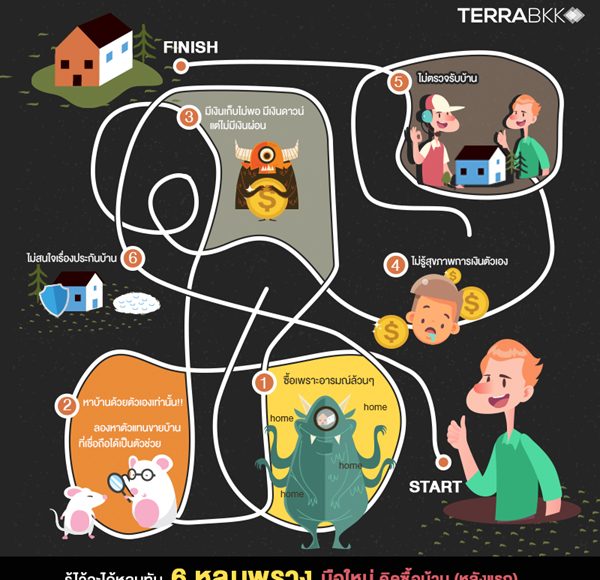 TERRABKK
FINISH
5 ไม่ตรวจรับบ้าน
3 มีเงินเก็บไม่พอ มีเงินดาวน์
แต่ไม่มีเงินผ่อน
ไม่สนใจเรื่องประกันบ้าน 6
4 ไม่รู้สุขภาพการเงินตัวเอง
1 ซื้อเพราะอารมณ์ล้วนๆ
2 หาบ้านด้วยตัวเองเท่านั้น!!
ลองหาตัวแทนขายบ้าน
ที่เชื่อถือได้เป็นตัวช่วย
home
home
home
home
START
รู้ไว้จะได้หลบทัน 6 หลุมพราง มือใหม่ คิดซื้อบ้าน (หลังแรก)